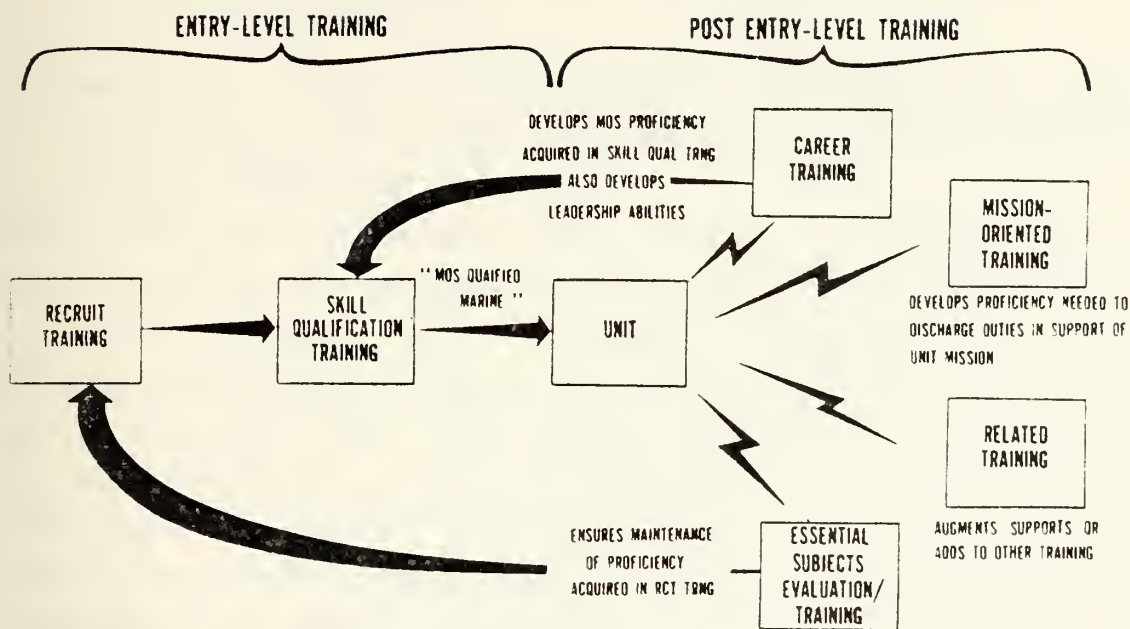 ENTRY-LEVEL TRAINING
POST ENTRY-LEVEL TRAINING
DEVELOPS MOS PROFICIENCY
ACQUIRED IN SKILL QUAL TRNG
ALSO DEVELOPS
LEADERSHIP ABILITIES
CAREER
TRAINING
MISSION-
ORIENTED
TRAINING
DEVELOPS PROFICIENCY NEEDED TO
DISCHARGE DUTIES IN SUPPORT OF
UNIT MISSION
RECRUIT
TRAINING
SKILL
QUALIFICATION
TRAINING
"MOS QUAIFIED
MARINE"
UNIT
RELATED
TRAINING
AUGMENTS SUPPORTS OR
ADDS TO OTHER TRAINING
ENSURES MAINTENANCE
OF PROFICIENCY
ACQUIRED IN RCT TRNG
ESSENTIAL
SUBJECTS
EVALUATION/
TRAINING